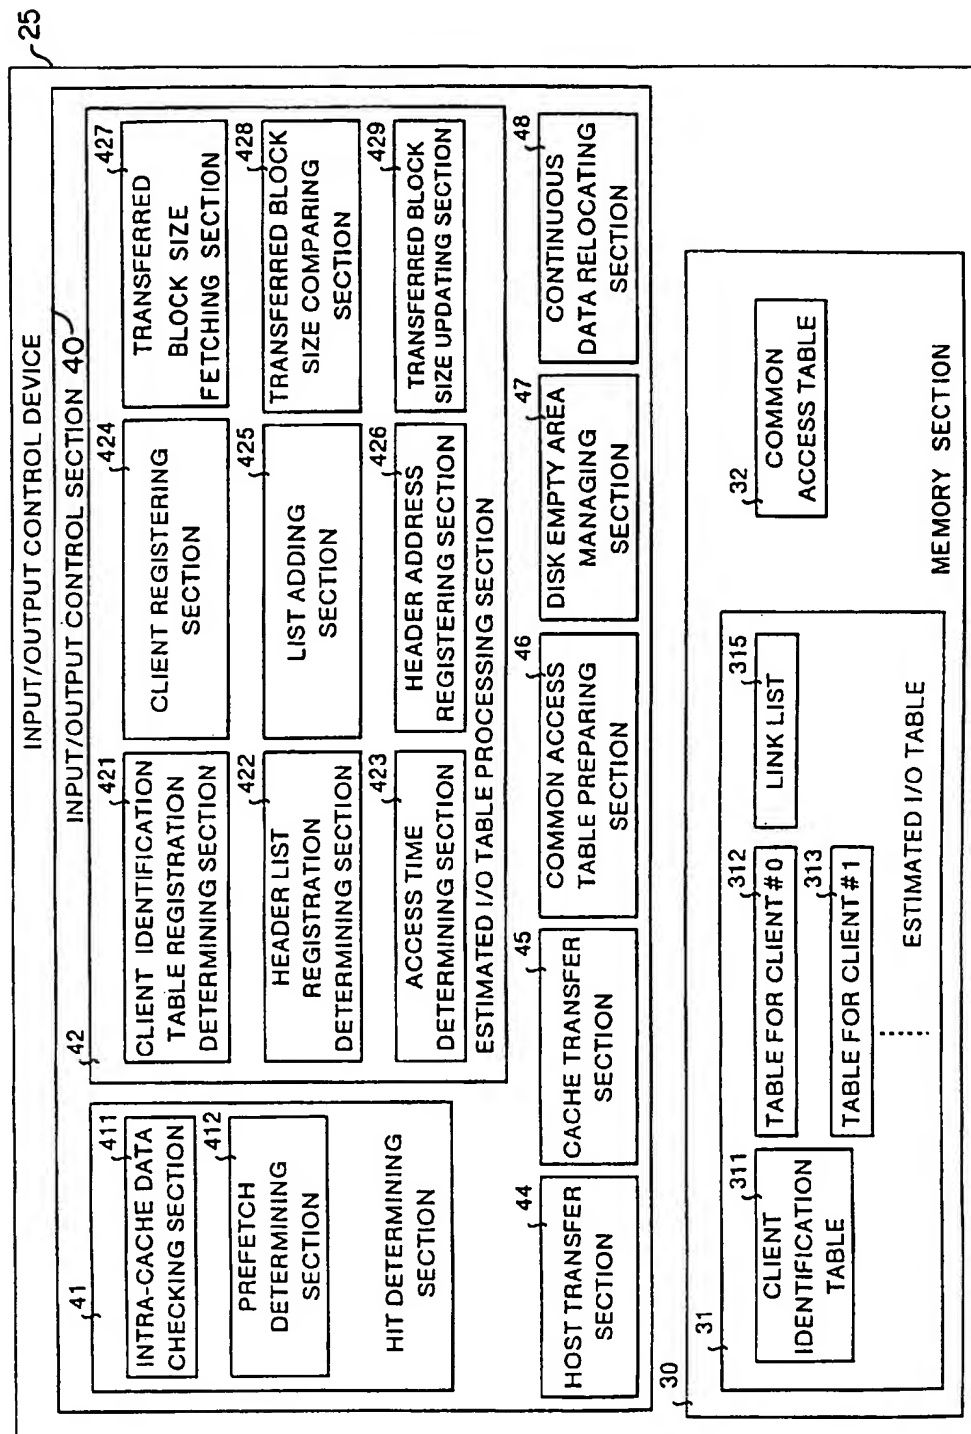 25
INPUT/OUTPUT CONTROL DEVICE
INPUT/OUTPUT CONTROL SECTION 40
41
411
INTRA-CACHE DATA
CHECKING SECTION
412
PREFETCH
DETERMINING
SECTION
HIT DETERMINING
SECTION
42
421
CLIENT IDENTIFICATION
TABLE REGISTRATION
DETERMINING SECTION
422
HEADER LIST
REGISTRATION
DETERMINING SECTION
423
ACCESS TIME
DETERMINING SECTION
424
CLIENT REGISTERING
SECTION
425
LIST ADDING
SECTION
426
HEADER ADDRESS
REGISTERING SECTION
427
TRANSFERRED
BLOCK SIZE
FETCHING SECTION
428
TRANSFERRED BLOCK
SIZE COMPARING
SECTION
429
TRANSFERRED BLOCK
SIZE UPDATING SECTION
ESTIMATED I/O TABLE PROCESSING SECTION
44
HOST TRANSFER
SECTION
45
CACHE TRANSFER
SECTION
46
COMMON ACCESS
TABLE PREPARING
SECTION
47
DISK EMPTY AREA
MANAGING
SECTION
48
CONTINUOUS
DATA RELOCATING
SECTION
30
31
311
CLIENT
IDENTIFICATION
TABLE
312
TABLE FOR CLIENT #0
313
TABLE FOR CLIENT #1
315
LINK LIST
ESTIMATED I/O TABLE
32
COMMON
ACCESS TABLE
MEMORY SECTION